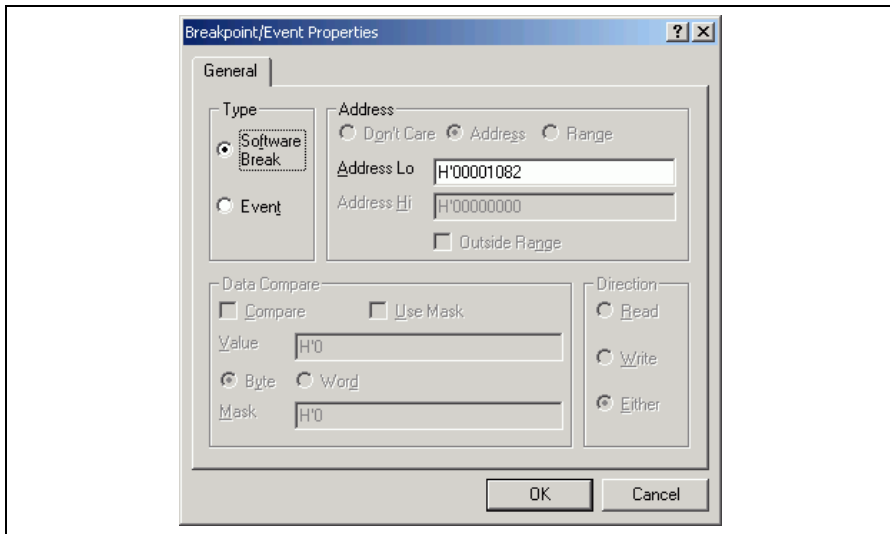 Breakpoint/Event Properties
General
Type
Software
Break
Event
Address
Don't Care Address Range
Address Lo H'00001082
Address Hi H'00000000
Outside Range
Data Compare
Compare Use Mask
Value H'0
Byte Word
Mask H'0
Direction
Read
Write
Either
OK Cancel